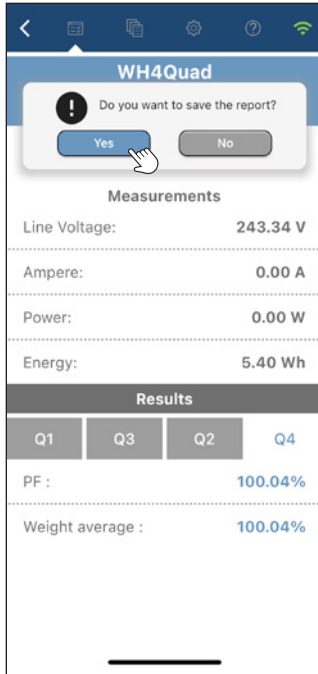 WH4Quad
Do you want to save the report?
Yes No
Measurements
Line Voltage: 243.34 V
Ampere: 0.00 A
Power: 0.00 W
Energy: 5.40 Wh
Results
Q1 Q3 Q2 Q4
PF : 100.04%
Weight average : 100.04%